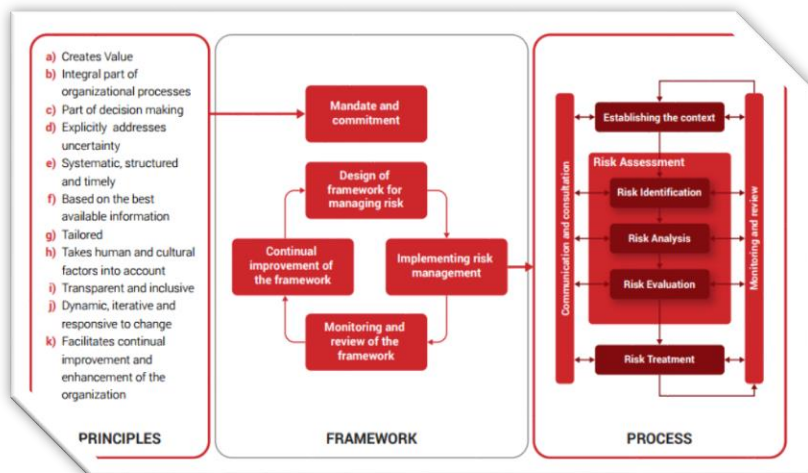 a) Creates Value
b) Integral part of
organizational processes
c) Part of decision making
d) Explicitly addresses
uncertainty
e) Systematic, structured
and timely
f) Based on the best
available information
g) Tailored
h) Takes human and cultural
factors into account
i) Transparent and inclusive
j) Dynamic, iterative and
responsive to change
k) Facilitates continual
improvement and
enhancement of the
organization
PRINCIPLES
Mandate and
commitment
Design of
framework for
managing risk
Continual
improvement of
the framework
Implementing risk
management
Monitoring and
review of the
framework
FRAMEWORK
Communication and consultation
Establishing the context
Risk Assessment
Risk Identification
Risk Analysis
Risk Evaluation
Risk Treatment
Monitoring and review
PROCESS